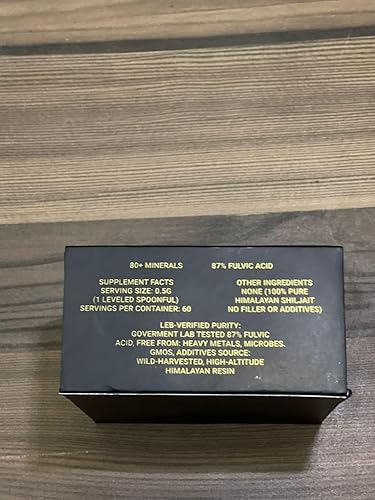 80+ MINERALS
87% FULVIC ACID
SUPPLEMENT FACTS
SERVING SIZE: 0.5G
(1 LEVELED SPOONFUL)
SERVINGS PER CONTAINER: 60
OTHER INGREDIENTS
NONE (100% PURE
HIMALAYAN SHILJAIT
NO FILLER OR ADDITIVES)
LEB-VERIFIED PURITY:
GOVERMENT LAB TESTED 87% FULVIC
ACID, FREE FROM: HEAVY METALS, MICROBES.
GMOS, ADDITIVES SOURCE:
WILD-HARVESTED, HIGH-ALTITUDE
HIMALAYAN RESIN